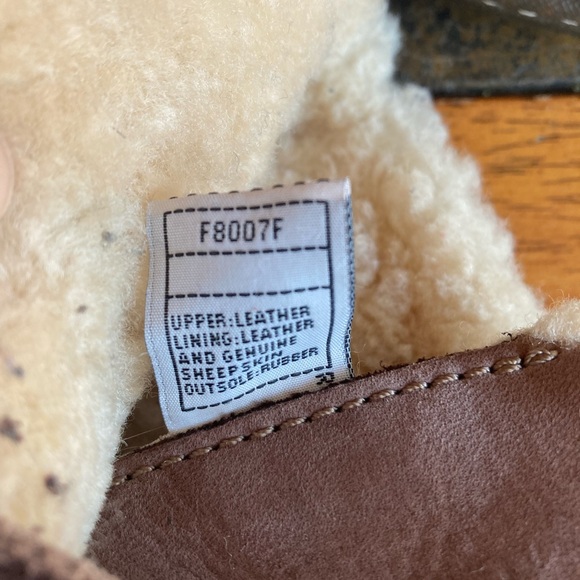 F8007F
UPPER:LEATHER
LINING:LEATHER
AND GENUINE
SHEEPSKIN
OUTSOLE:RUBBER
R